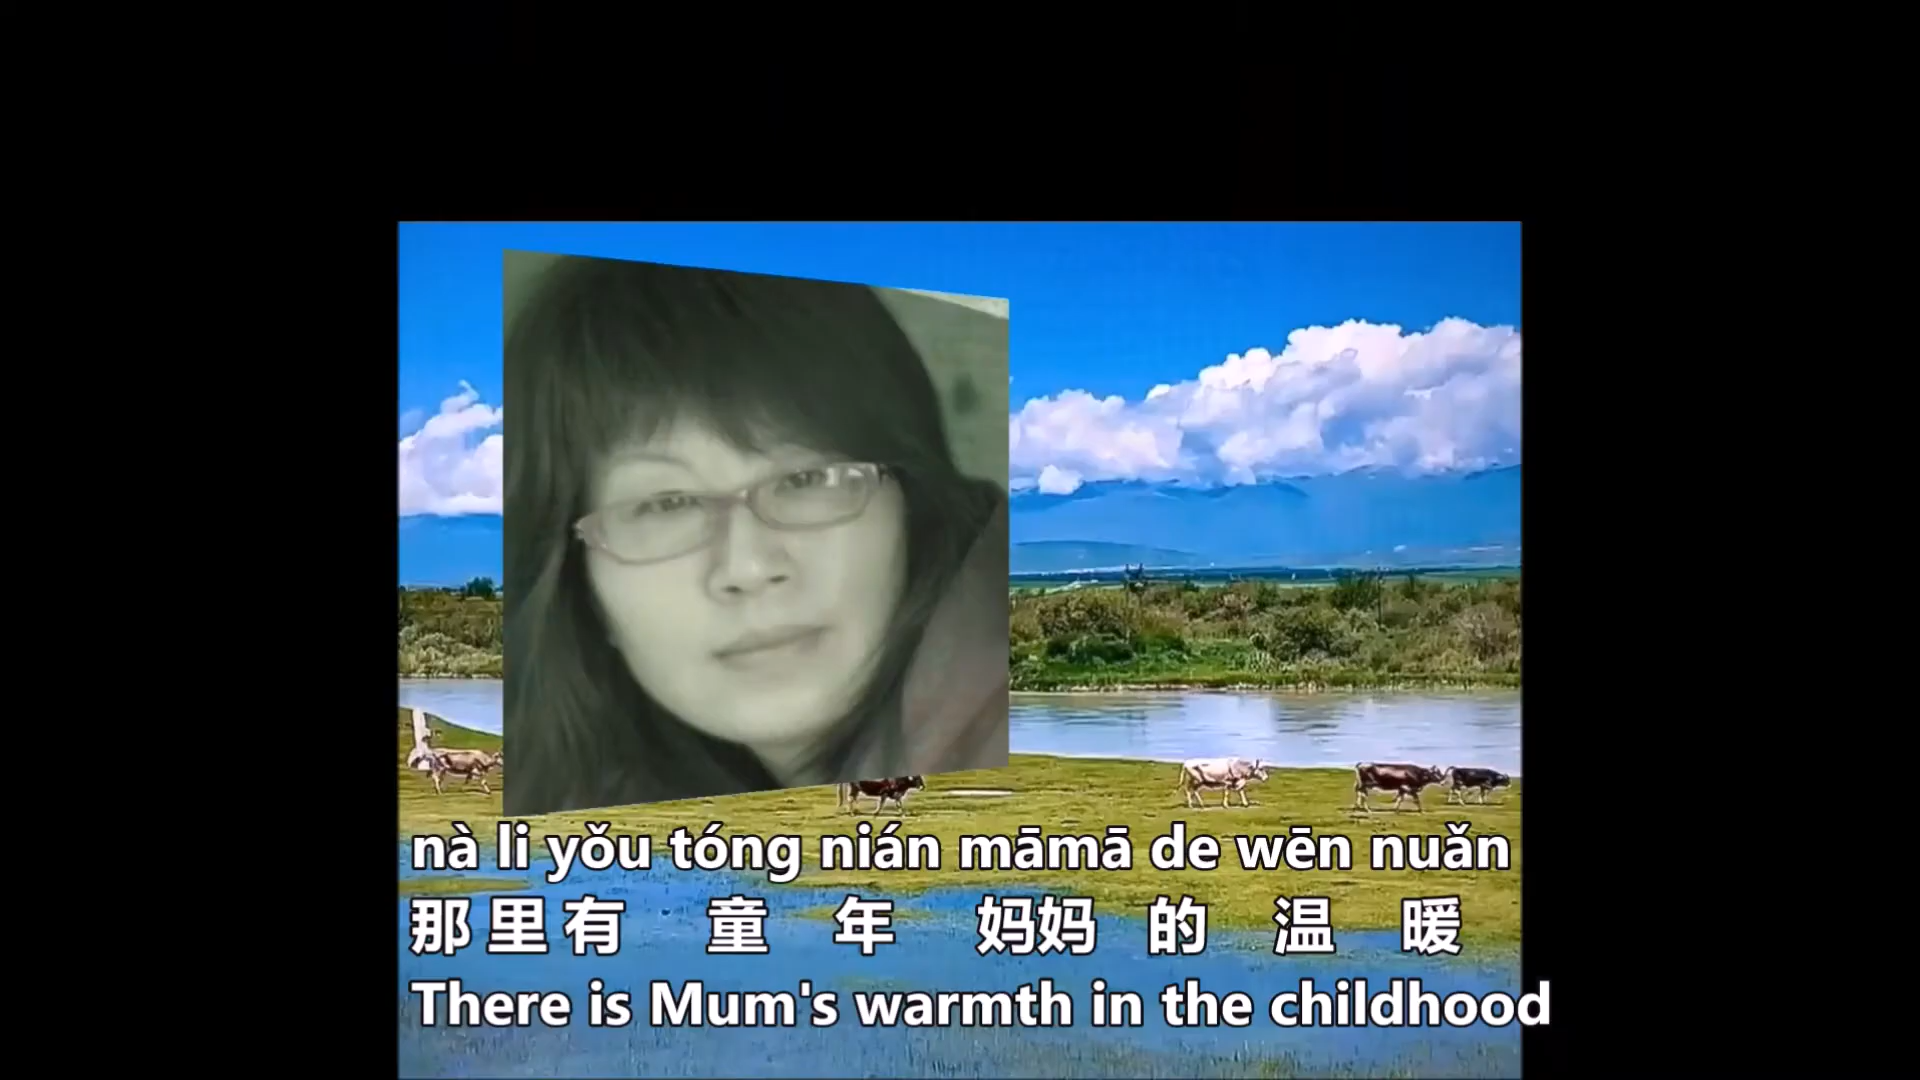 nà li yǒu tóng nián māmā de wēn nuǎn
那里有 童 年 妈妈 的 温 暖
There is Mum's warmth in the childhood